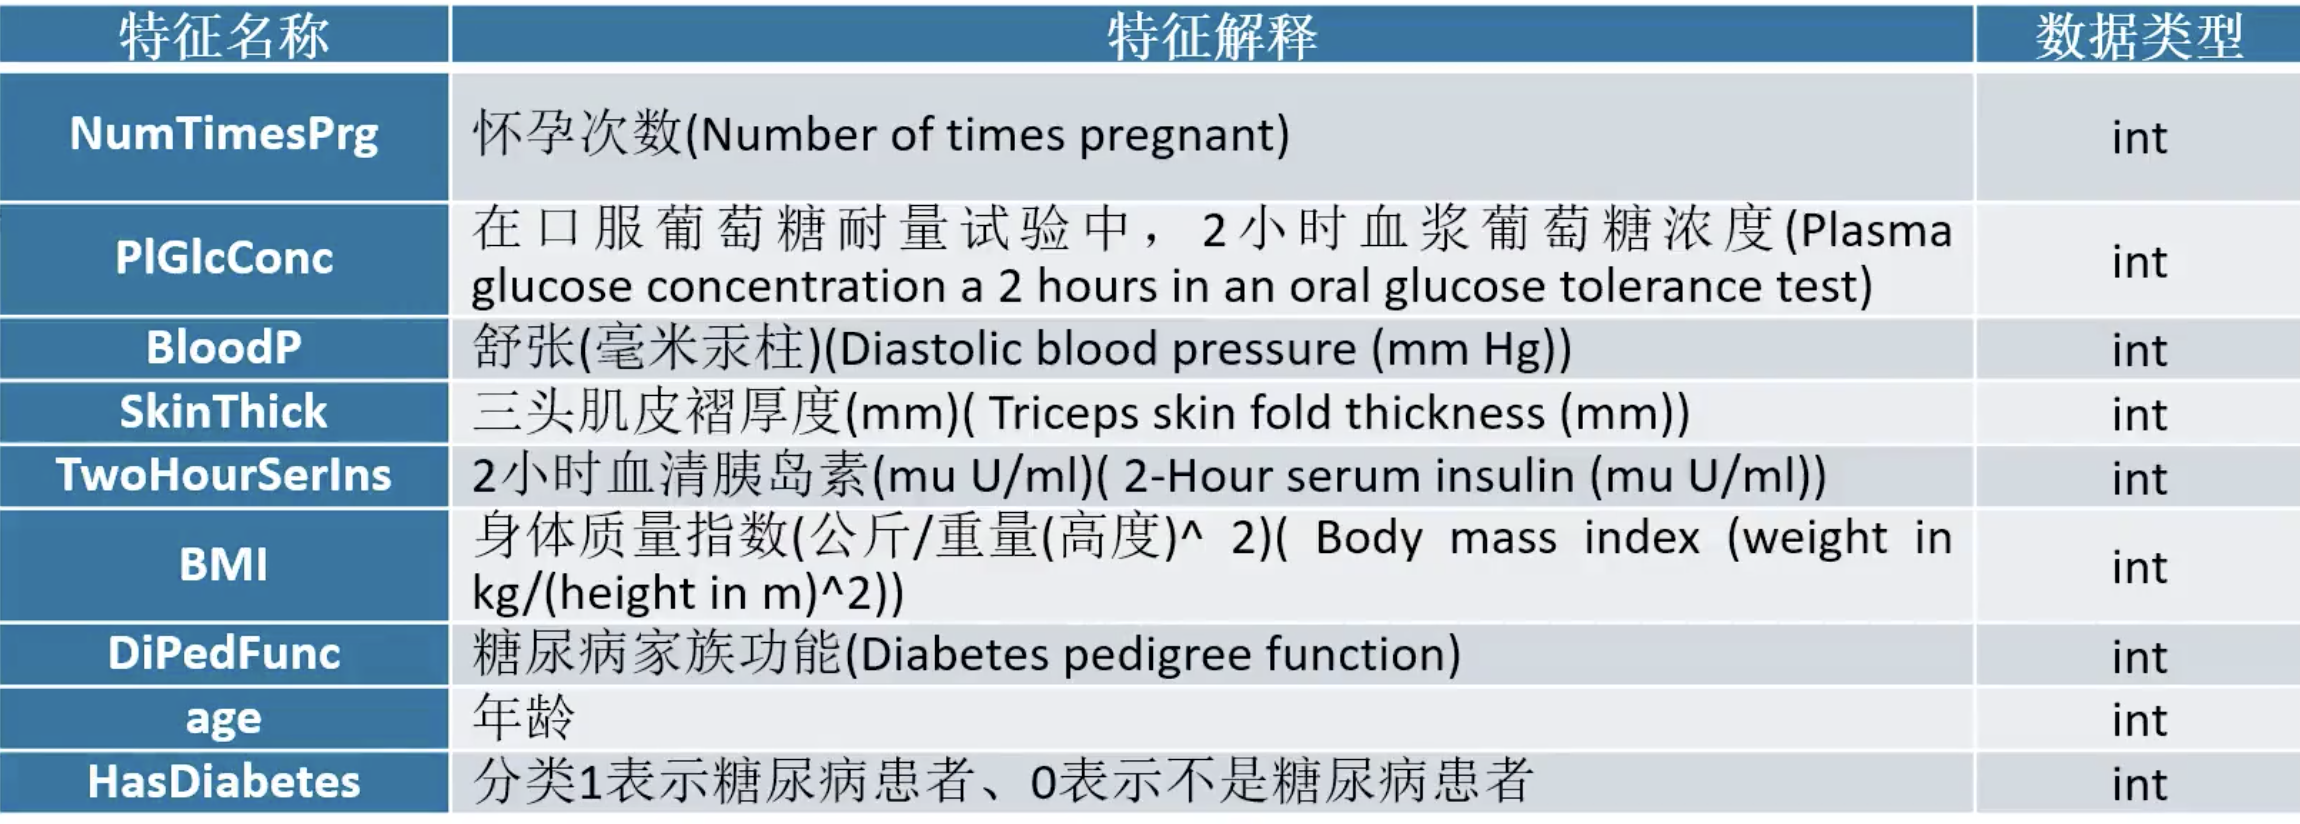 特征名称 特征解释 数据类型
NumTimesPrg 怀孕次数(Number of times pregnant) int
在口服葡萄糖耐量试验中，2小时血浆葡萄糖浓度(Plasma
PlGlcConc glucose concentration a 2 hours in an oral glucose tolerance test) int
BloodP 舒张(毫米汞柱)(Diastolic blood pressure (mm Hg)) int
SkinThick 三头肌皮褶厚度(mm)( Triceps skin fold thickness (mm)) int
TwoHourSerIns 2小时血清胰岛素(mu U/ml)( 2-Hour serum insulin (mu U/ml)) int
身体质量指数(公斤/重量(高度)^ 2)( Body mass index (weight in
BMI kg/(height in m)^2)) int
DiPedFunc 糖尿病家族功能(Diabetes pedigree function) int
age 年龄 int
HasDiabetes 分类1表示糖尿病患者、0表示不是糖尿病患者 int